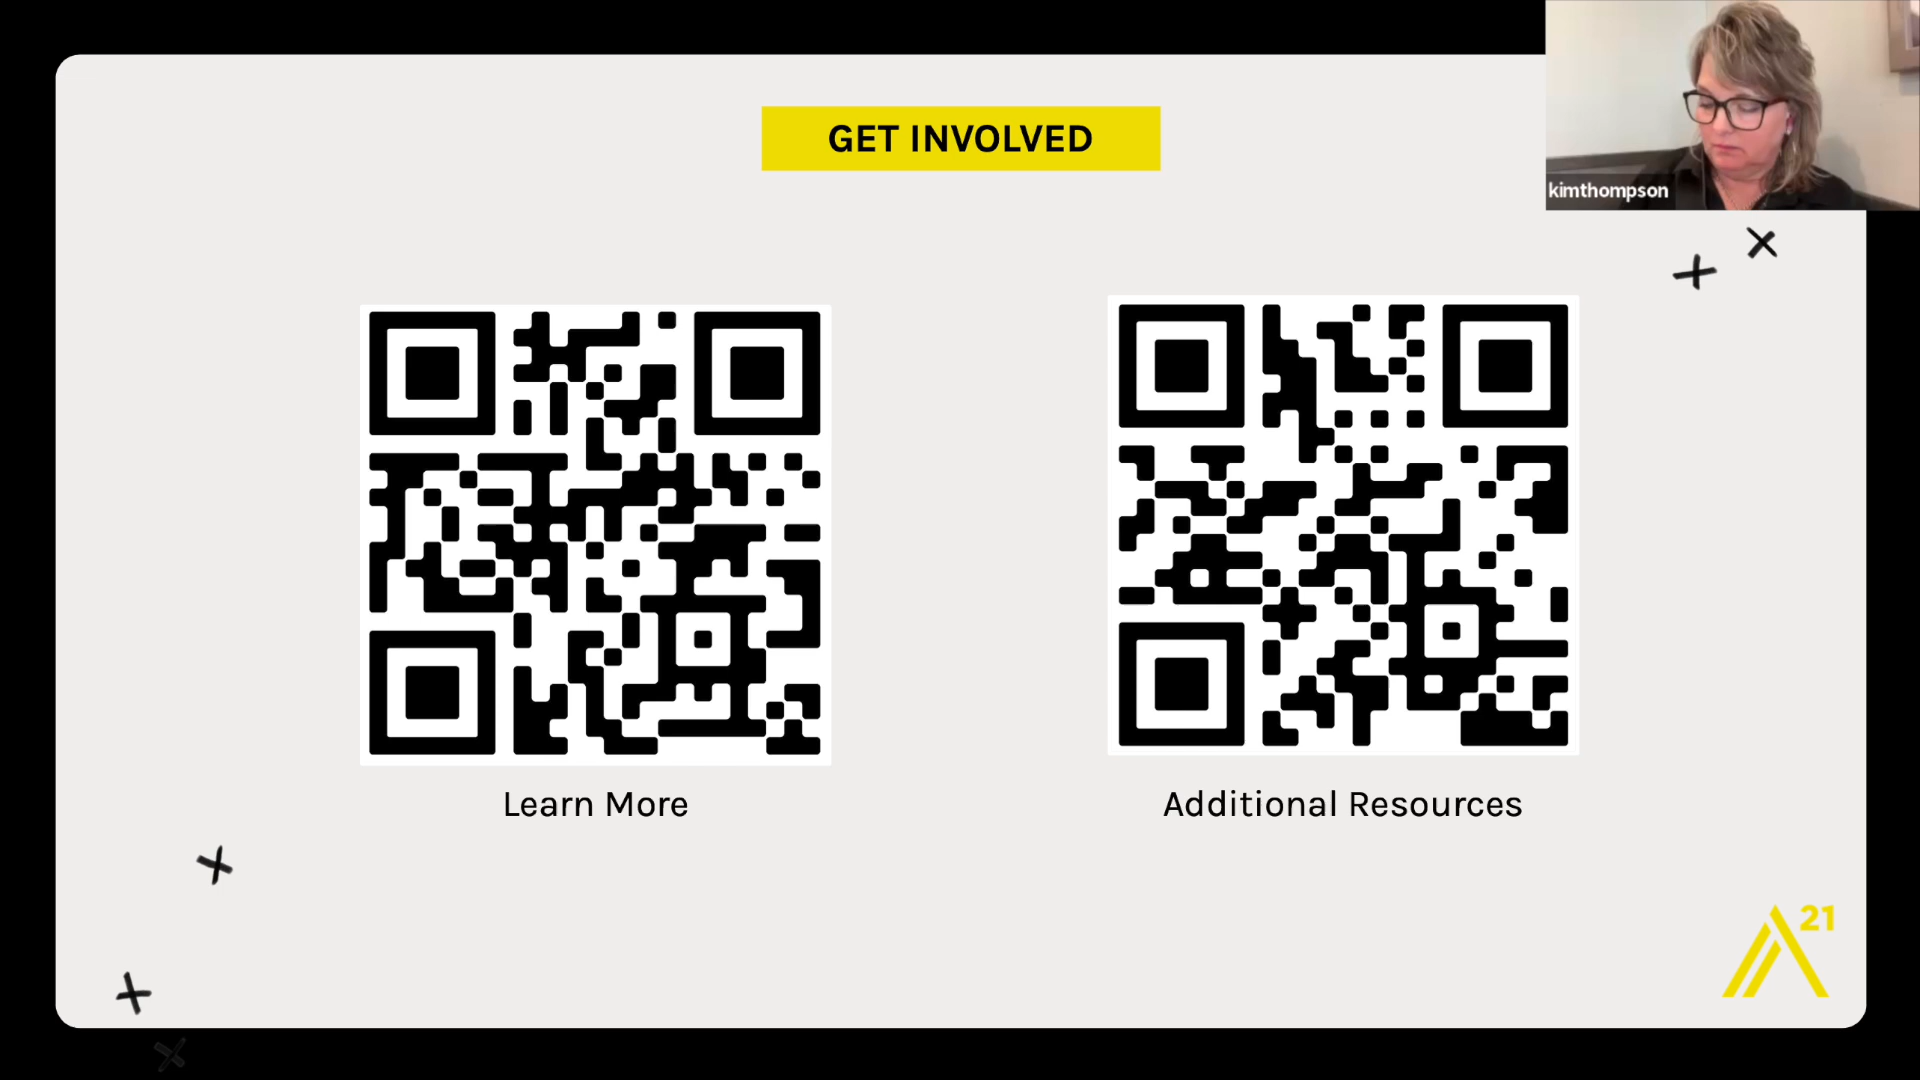 GET INVOLVED
kimthompson
Learn More
Additional Resources
21